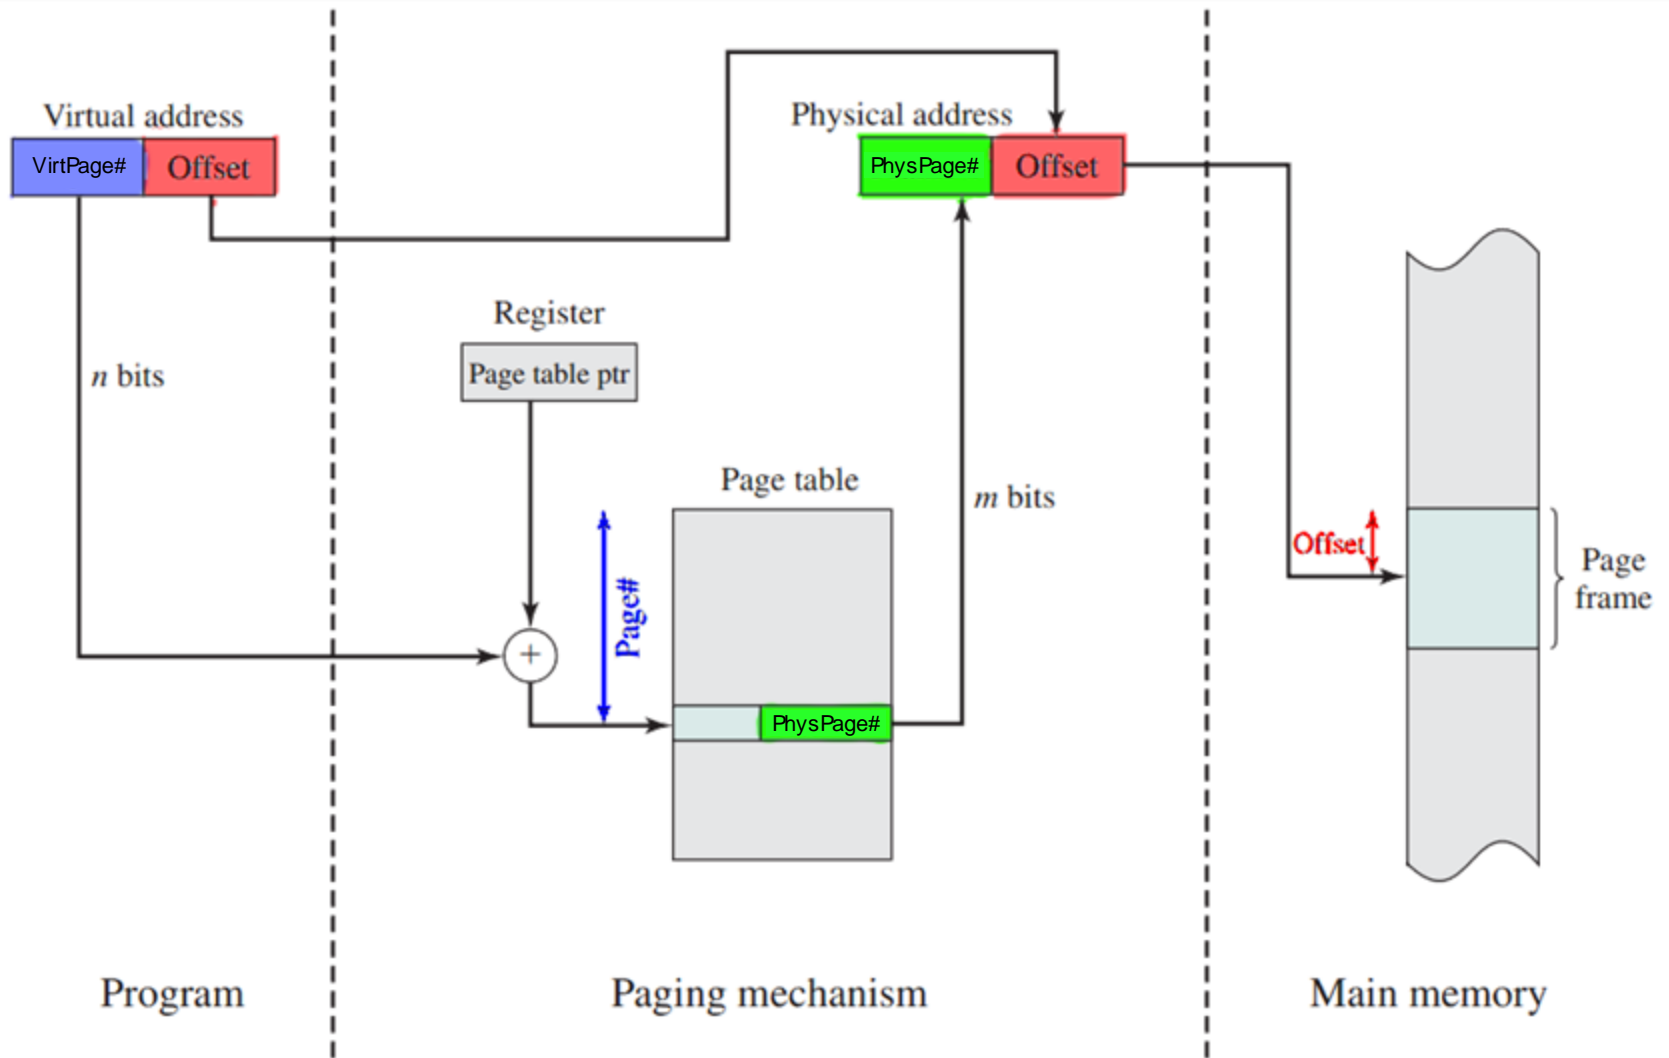 Virtual address
VirtPage# Offset
Physical address
PhysPage# Offset
n bits
Register
Page table ptr
Page table
m bits
Page#
+
PhysPage#
Offset
Page
frame
Program
Paging mechanism
Main memory